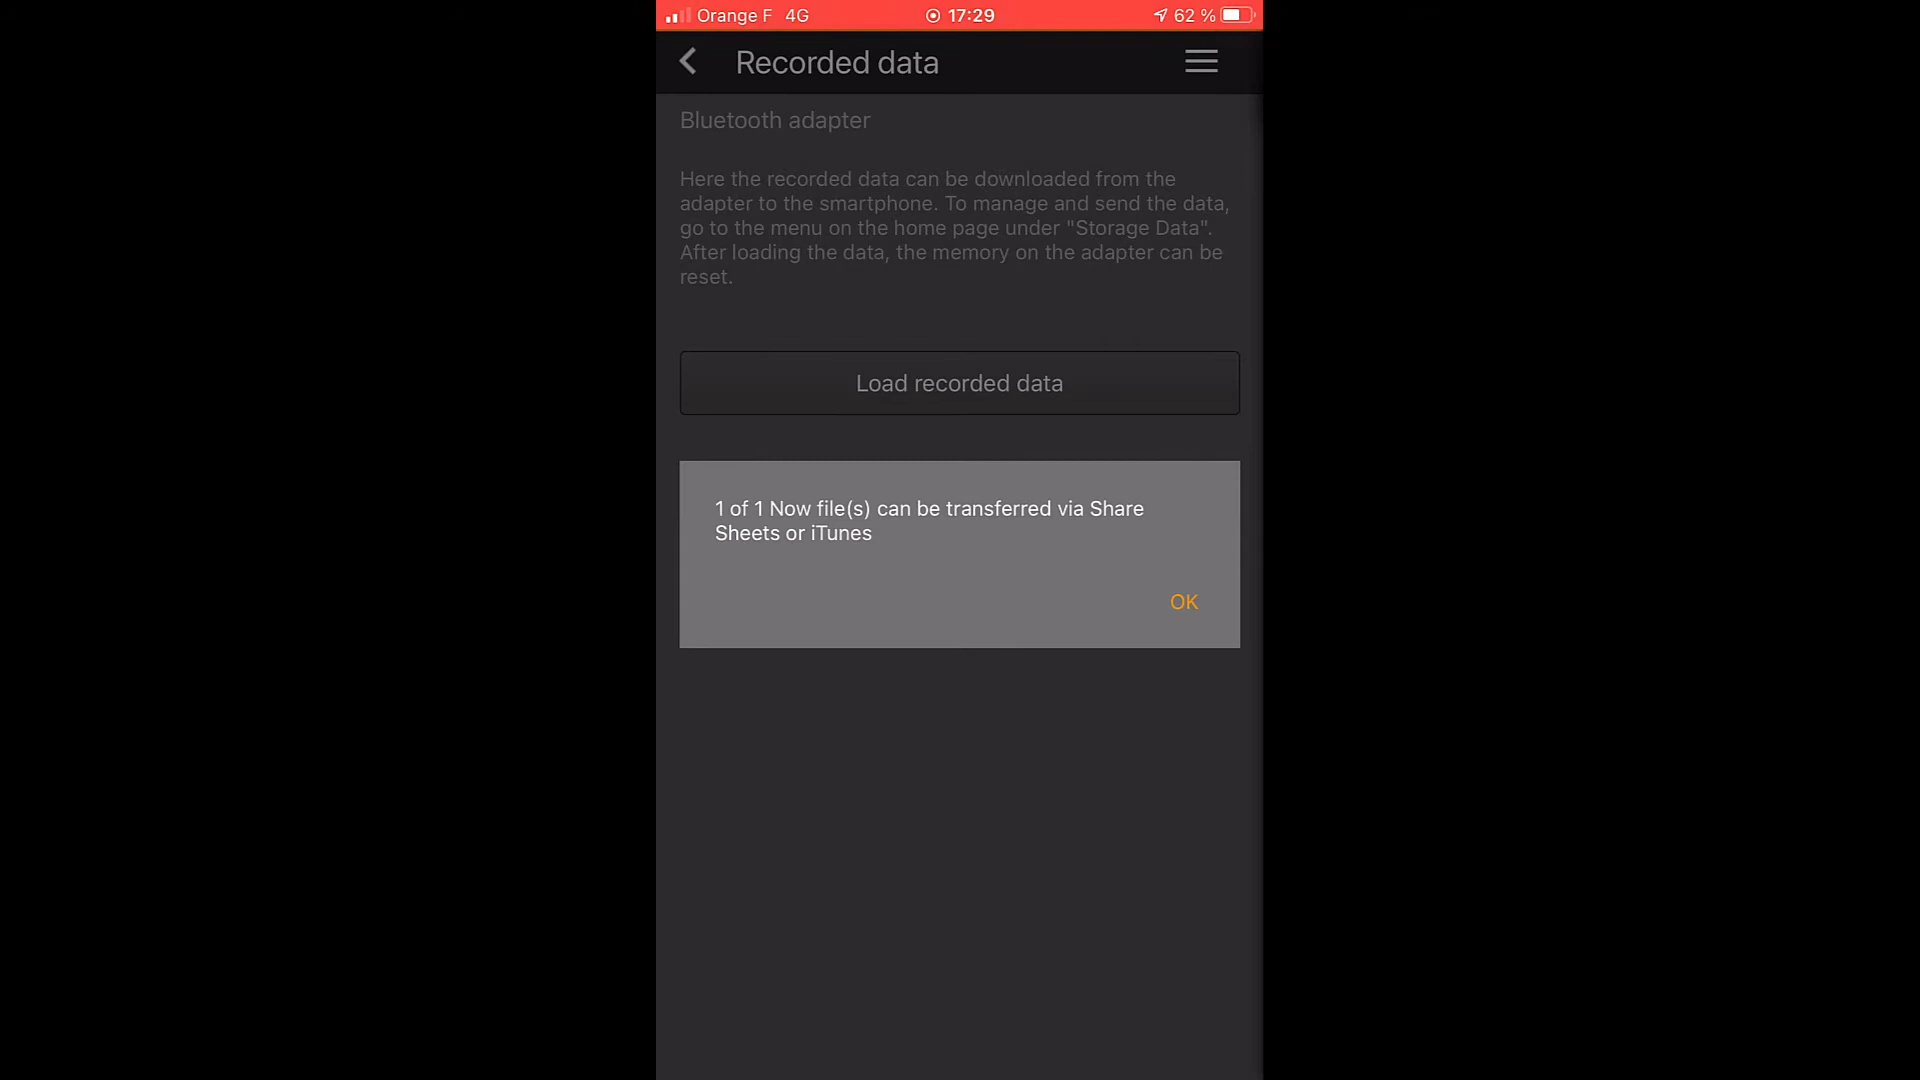 Orange F 4G 17:29 62 %
Recorded data
Bluetooth adapter
Here the recorded data can be downloaded from the
adapter to the smartphone. To manage and send the data,
go to the menu on the home page under "Storage Data".
After loading the data, the memory on the adapter can be
reset.
Load recorded data
1 of 1 Now file(s) can be transferred via Share
Sheets or iTunes
OK